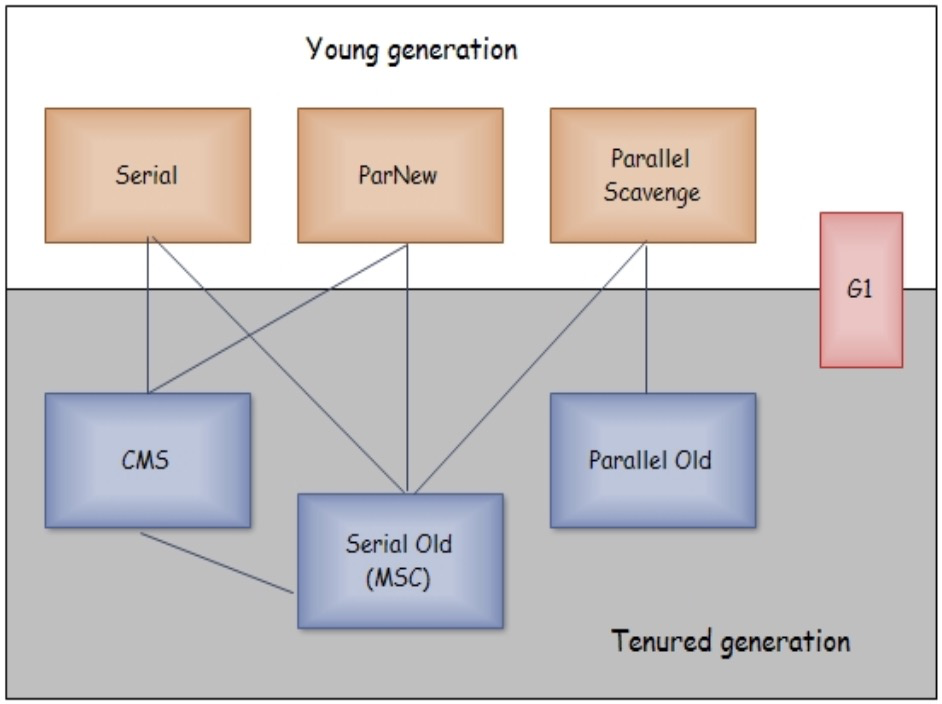 Young generation
Serial
ParNew
Parallel
Scavenge
G1
CMS
Parallel Old
Serial Old
(MSC)
Tenured generation